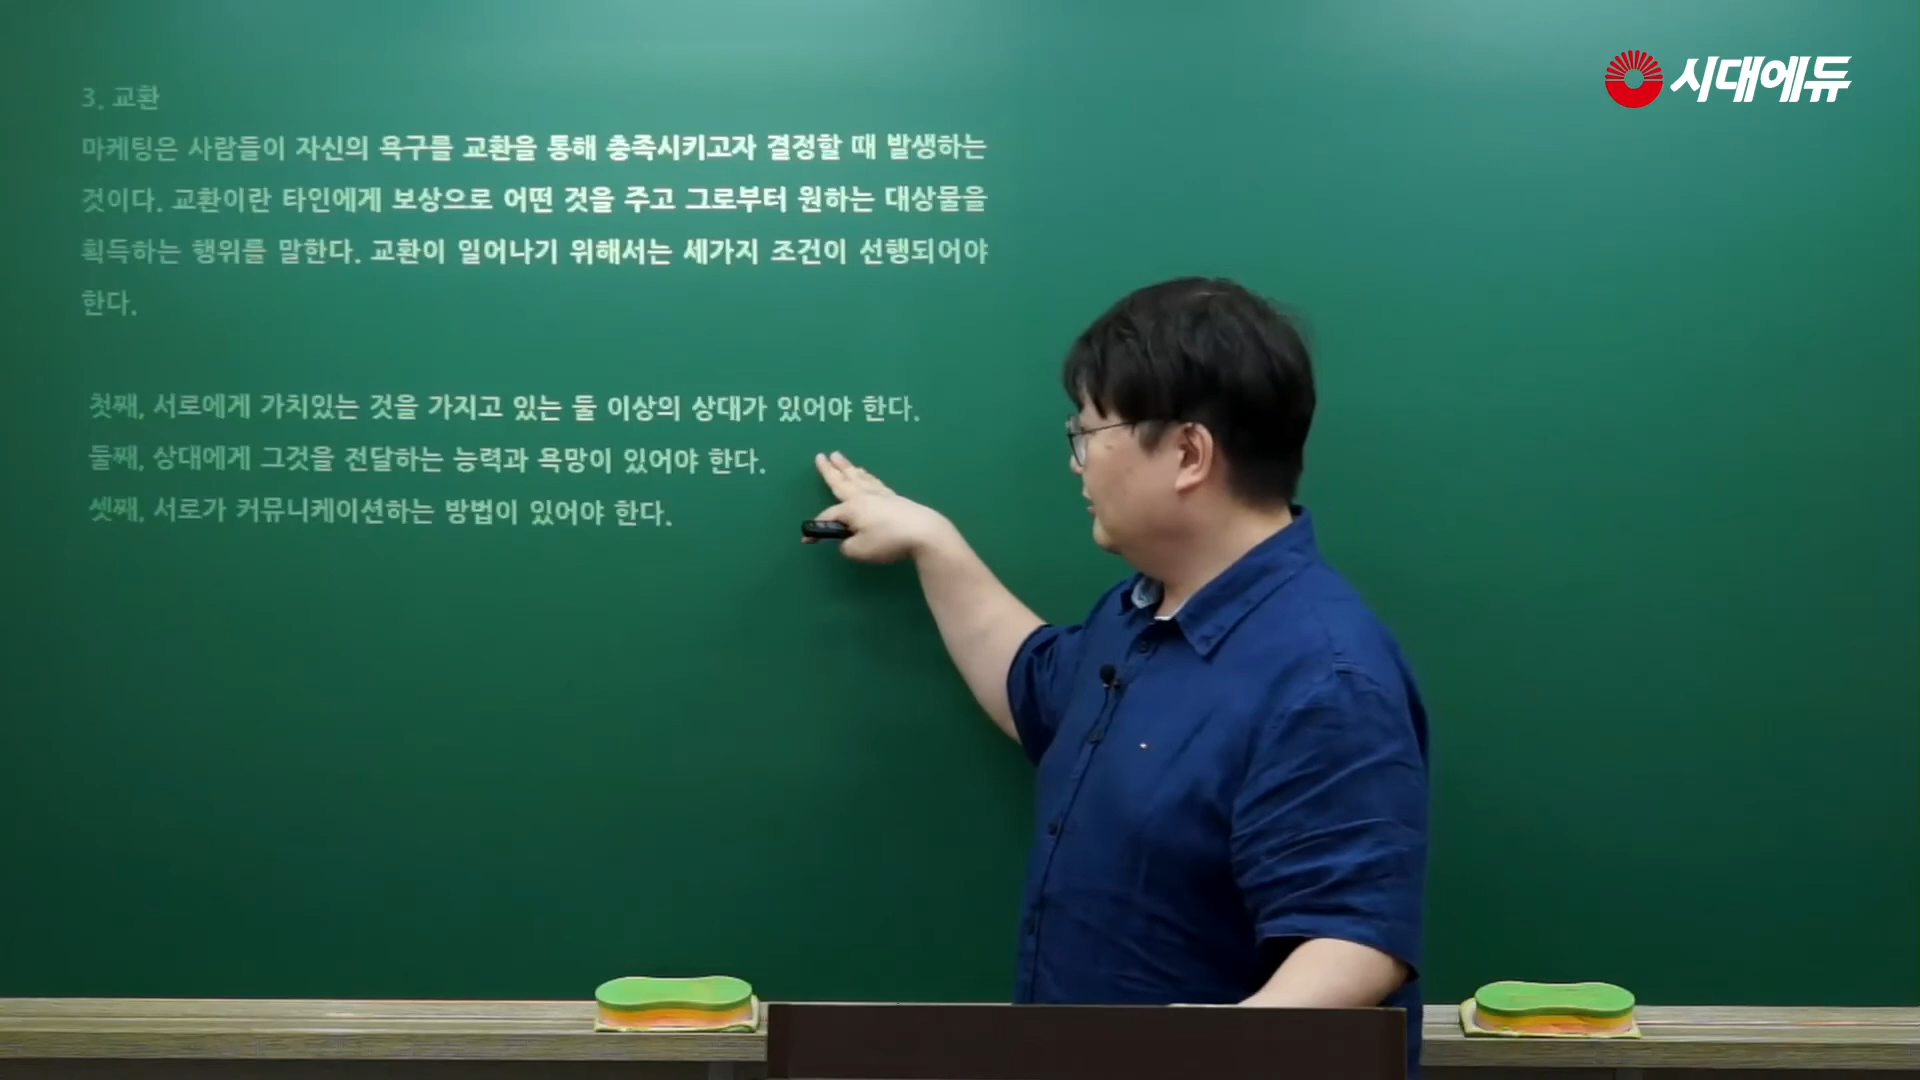 시대에듀
3. 교환
마케팅은 사람들이 자신의 욕구를 교환을 통해 충족시키고자 결정할 때 발생하는
것이다. 교환이란 타인에게 보상으로 어떤 것을 주고 그로부터 원하는 대상물을
획득하는 행위를 말한다. 교환이 일어나기 위해서는 세가지 조건이 선행되어야
한다.
첫째, 서로에게 가치있는 것을 가지고 있는 둘 이상의 상대가 있어야 한다.
둘째, 상대에게 그것을 전달하는 능력과 욕망이 있어야 한다.
셋째, 서로가 커뮤니케이션하는 방법이 있어야 한다.